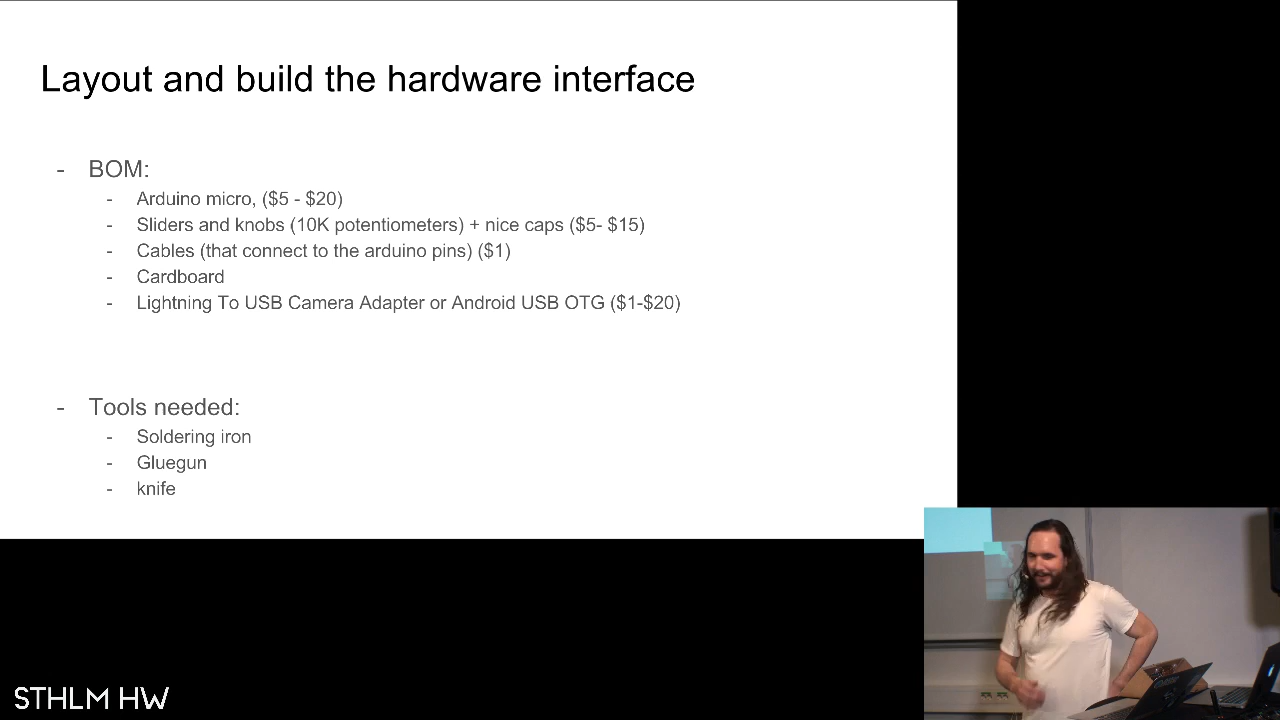 Layout and build the hardware interface
- BOM:
- Arduino micro, ($5 - $20)
- Sliders and knobs (10K potentiometers) + nice caps ($5- $15)
- Cables (that connect to the arduino pins) ($1)
- Cardboard
- Lightning To USB Camera Adapter or Android USB OTG ($1-$20)
- Tools needed:
- Soldering iron
- Gluegun
- knife
STHLM HW